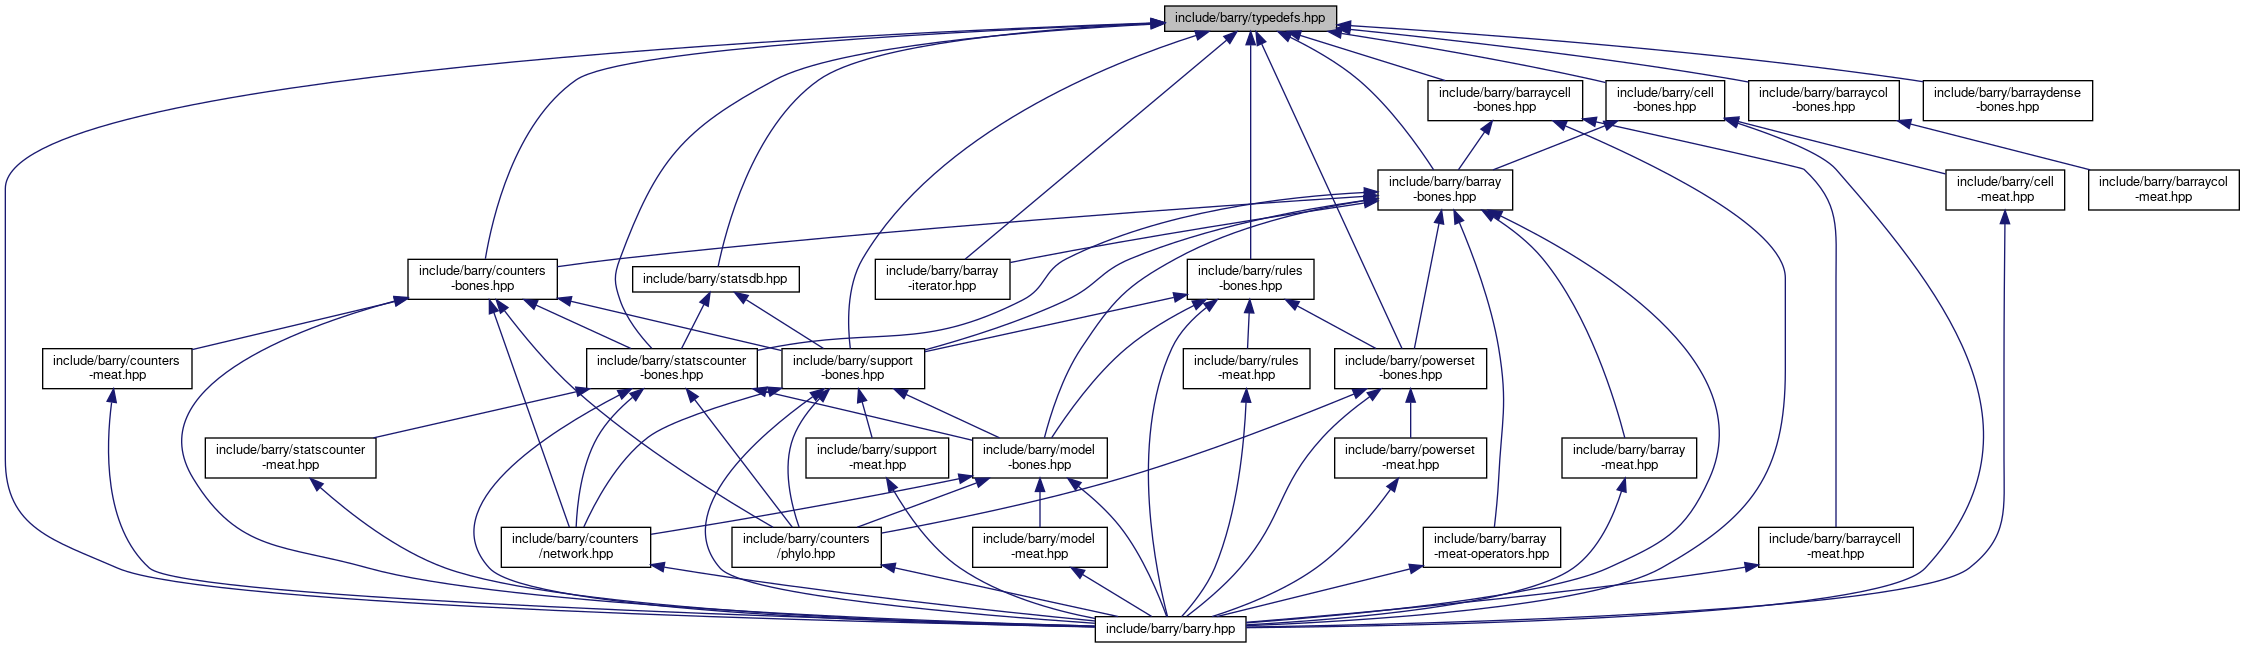 include/barry/typedefs.hpp
include/barry/barraycell
-bones.hpp
include/barry/cell
-bones.hpp
include/barry/barraycol
-bones.hpp
include/barry/barraydense
-bones.hpp
include/barry/barray
-bones.hpp
include/barry/cell
-meat.hpp
include/barry/barraycol
-meat.hpp
include/barry/counters
-bones.hpp
include/barry/statsdb.hpp
include/barry/barray
-iterator.hpp
include/barry/rules
-bones.hpp
include/barry/counters
-meat.hpp
include/barry/statscounter
-bones.hpp
include/barry/support
-bones.hpp
include/barry/rules
-meat.hpp
include/barry/powerset
-bones.hpp
include/barry/statscounter
-meat.hpp
include/barry/support
-meat.hpp
include/barry/model
-bones.hpp
include/barry/powerset
-meat.hpp
include/barry/barray
-meat.hpp
include/barry/counters
/network.hpp
include/barry/counters
/phylo.hpp
include/barry/model
-meat.hpp
include/barry/barray
-meat-operators.hpp
include/barry/barraycell
-meat.hpp
include/barry/barry.hpp